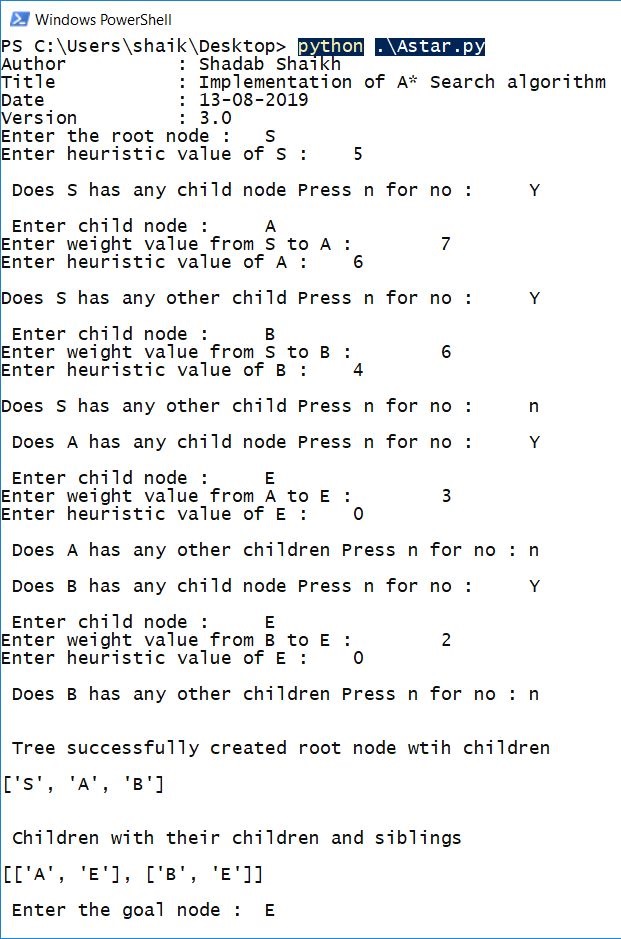 Windows PowerShell
PS C:\Users\shaik\Desktop> python .\Astar.py
Author : Shadab Shaikh
Title : Implementation of A* Search algorithm
Date : 13-08-2019
Version : 3.0
Enter the root node : S
Enter heuristic value of S : 5
Does S has any child node Press n for no : Y
Enter child node : A
Enter weight value from S to A : 7
Enter heuristic value of A : 6
Does S has any other child Press n for no : Y
Enter child node : B
Enter weight value from S to B : 6
Enter heuristic value of B : 4
Does S has any other child Press n for no : n
Does A has any child node Press n for no : Y
Enter child node : E
Enter weight value from A to E : 3
Enter heuristic value of E : 0
Does A has any other children Press n for no : n
Does B has any child node Press n for no : Y
Enter child node : E
Enter weight value from B to E : 2
Enter heuristic value of E : 0
Does B has any other children Press n for no : n
Tree successfully created root node wtih children
['S', 'A', 'B']
Children with their children and siblings
[['A', 'E'], ['B', 'E']]
Enter the goal node : E